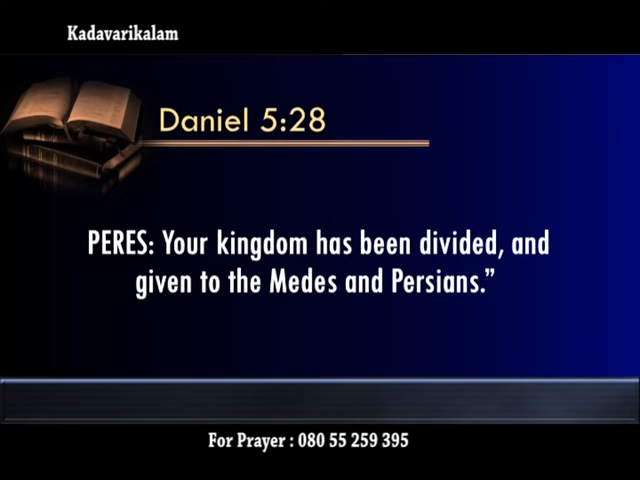 Kadavarikalam
Daniel 5:28
PERES: Your kingdom has been divided, and
given to the Medes and Persians.”
For Prayer : 080 55 259 395